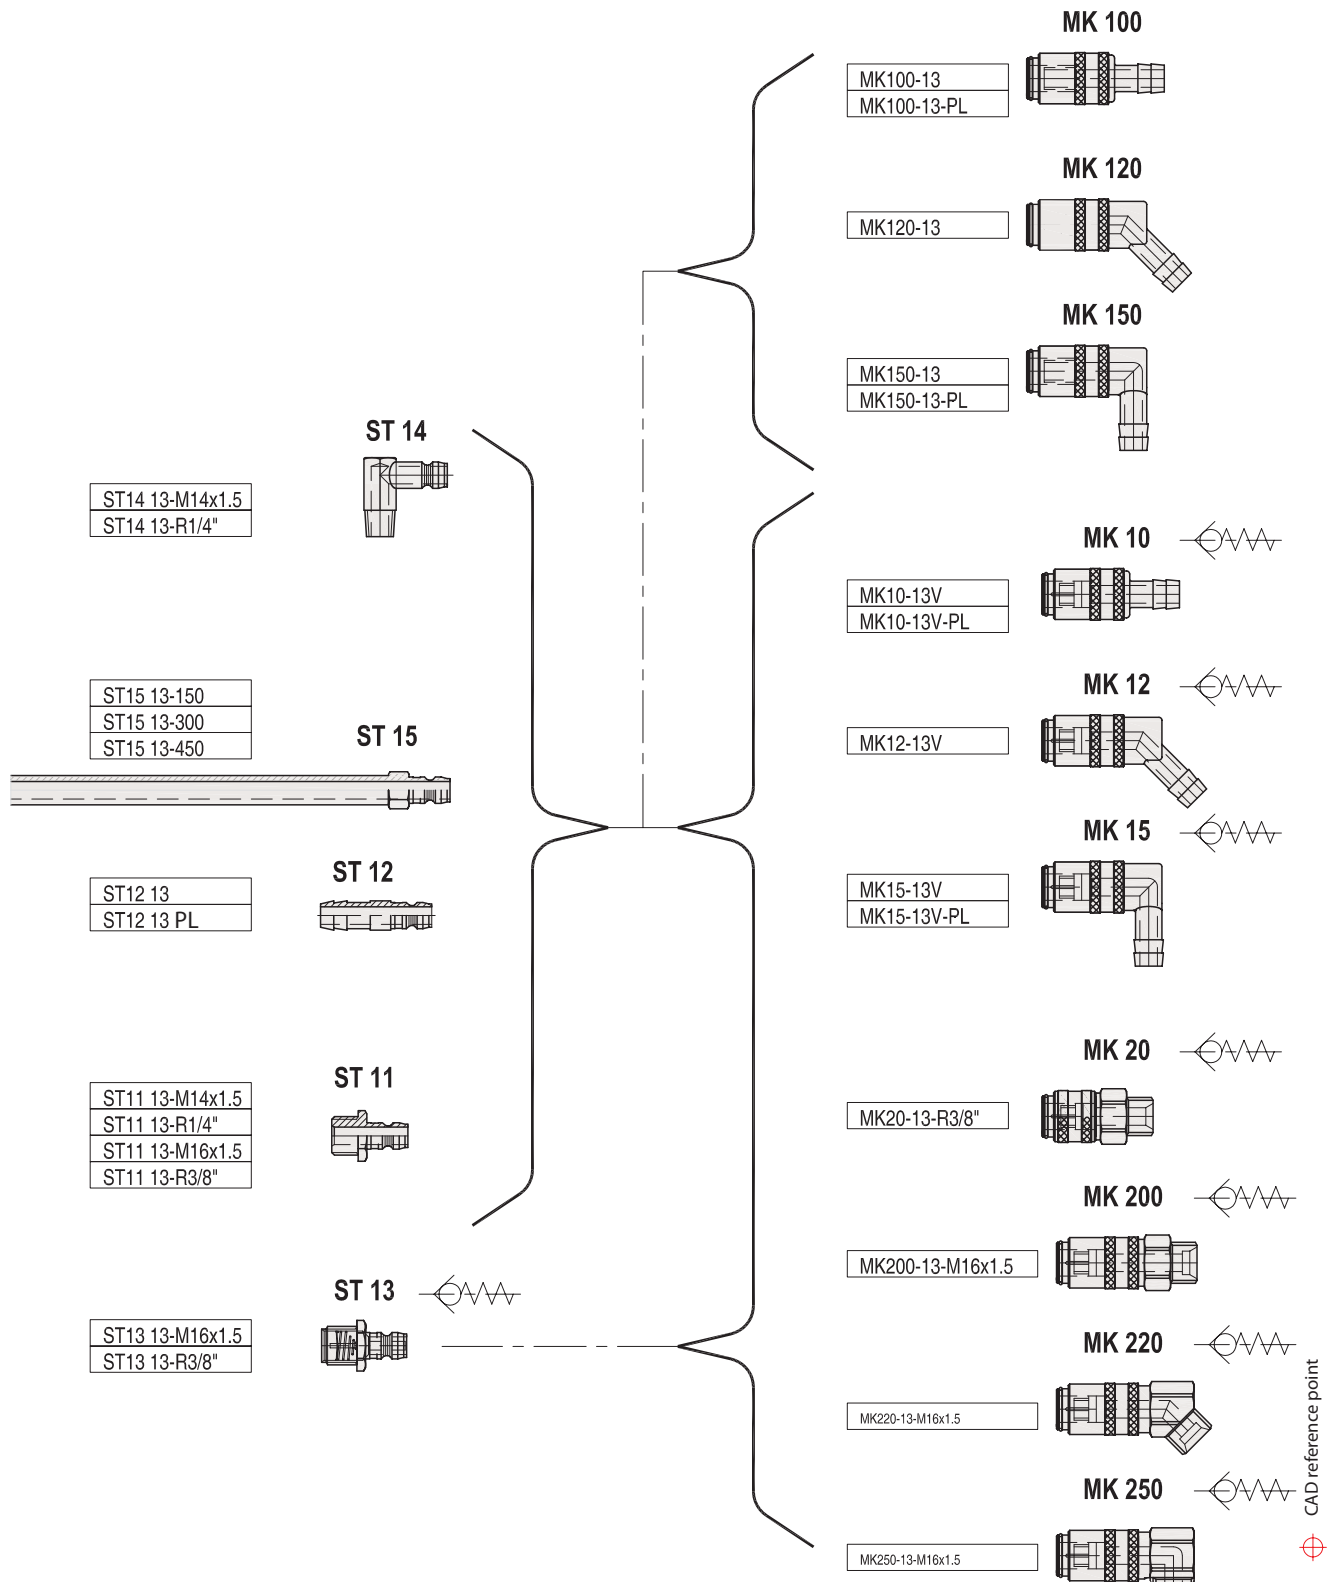 MK 100
MK100-13
MK100-13-PL
MK 120
MK120-13
MK 150
MK150-13
MK150-13-PL
ST 14
ST14 13-M14x1.5
ST14 13-R1/4"
MK 10
MK10-13V
MK10-13V-PL
ST15 13-150
ST15 13-300
ST15 13-450
ST 15
MK 12
MK12-13V
MK 15
MK15-13V
MK15-13V-PL
ST 12
ST12 13
ST12 13 PL
ST 11
ST11 13-M14x1.5
ST11 13-R1/4"
ST11 13-M16x1.5
ST11 13-R3/8"
MK 20
MK20-13-R3/8"
MK 200
MK200-13-M16x1.5
ST 13
ST13 13-M16x1.5
ST13 13-R3/8"
MK 220
MK220-13-M16x1.5
MK 250
MK250-13-M16x1.5
CAD reference point